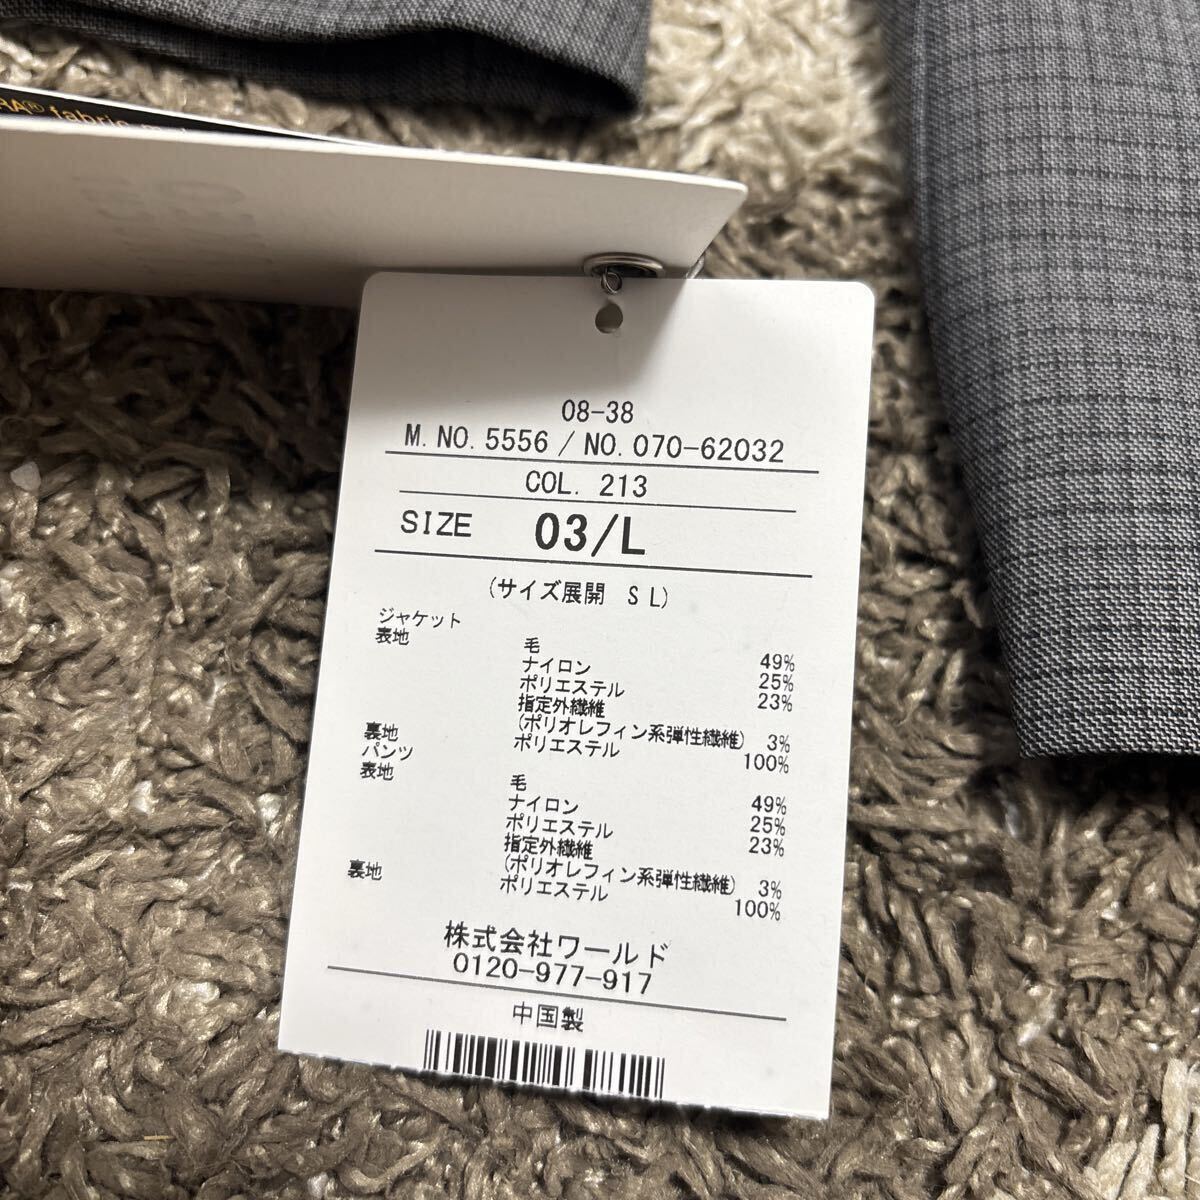 RA® fabric
08-38
M. NO. 5556 / NO. 070-62032
COL. 213
SIZE 03/L
(サイズ展開 S L)
ジャケット
表地 毛 49%
ナイロン 25%
ポリエステル 23%
指定外繊維
(ポリオレフィン系弾性繊維) 3%
裏地 ポリエステル 100%
パンツ
表地 毛 49%
ナイロン 25%
ポリエステル 23%
指定外繊維
(ポリオレフィン系弾性繊維) 3%
裏地 ポリエステル 100%
株式会社ワールド
0120-977-917
中国製